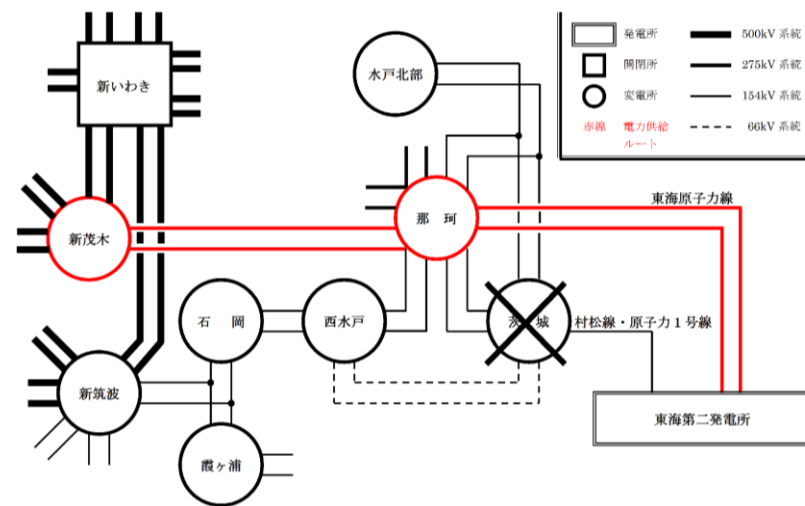 新いわき
水戸北部
発電所
500kV 系統
開閉所
275kV 系統
変電所
154kV 系統
赤線 電力供給
ルート
66kV 系統
東海原子力線
那 珂
新茂木
石 岡
西水戸
茨 城
村松線・原子力１号線
新筑波
東海第二発電所
霞ヶ浦